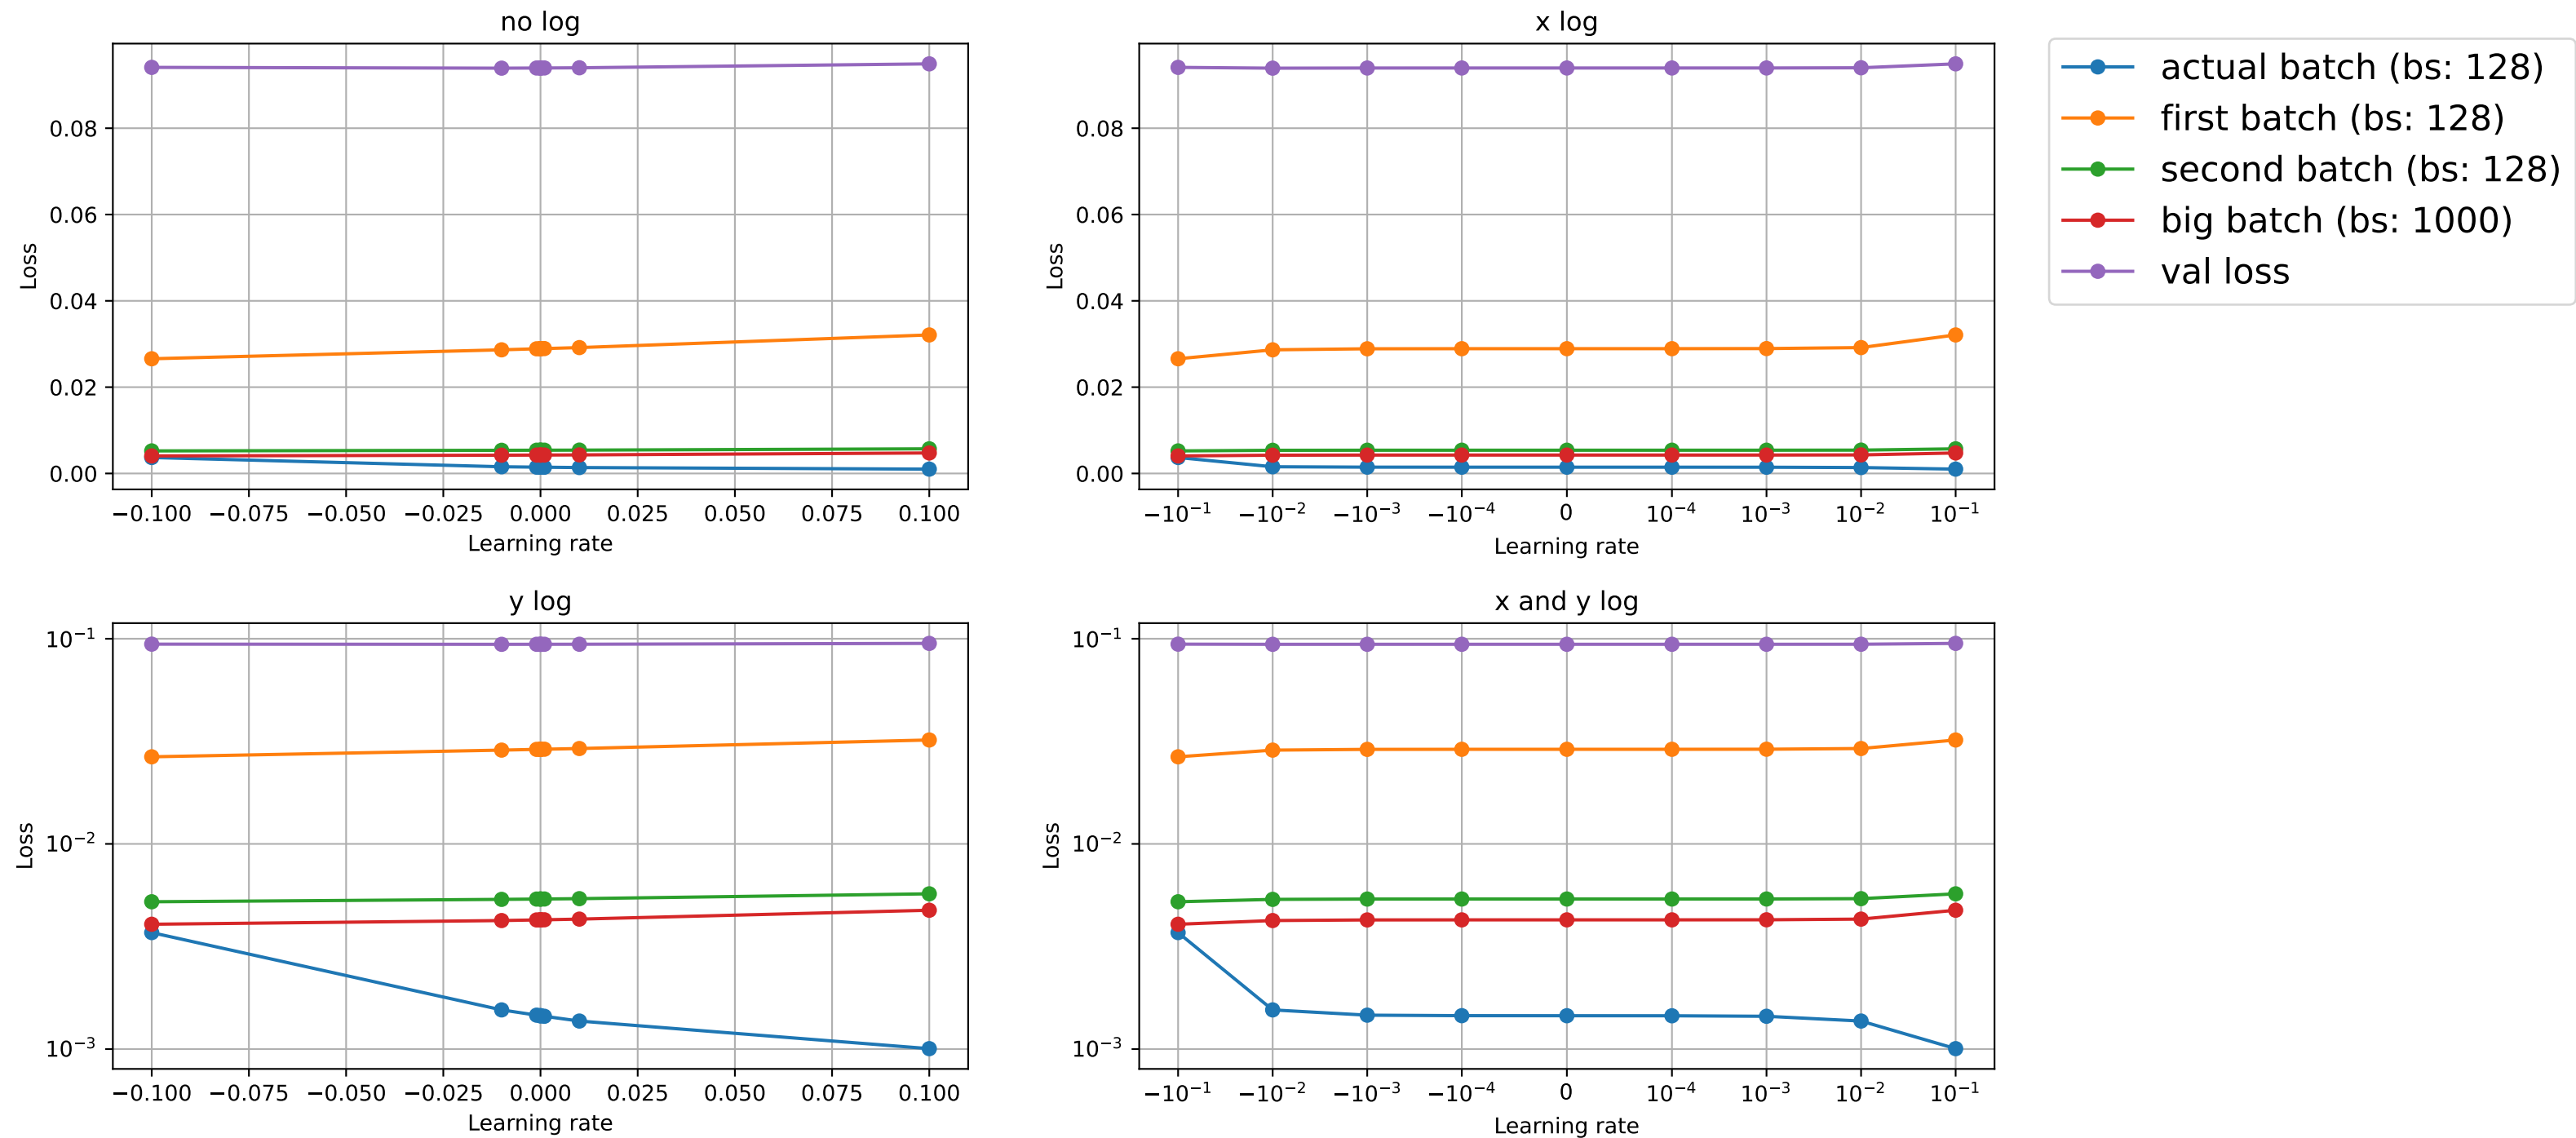 no log
Loss
0.08
0.06
0.04
0.02
0.00
−0.100 −0.075 −0.050 −0.025 0.000 0.025 0.050 0.075 0.100
Learning rate
x log
Loss
0.08
0.06
0.04
0.02
0.00
−10⁻¹ −10⁻² −10⁻³ −10⁻⁴ 0 10⁻⁴ 10⁻³ 10⁻² 10⁻¹
Learning rate
actual batch (bs: 128)
first batch (bs: 128)
second batch (bs: 128)
big batch (bs: 1000)
val loss
y log
Loss
10⁻¹
10⁻²
10⁻³
−0.100 −0.075 −0.050 −0.025 0.000 0.025 0.050 0.075 0.100
Learning rate
x and y log
Loss
10⁻¹
10⁻²
10⁻³
−10⁻¹ −10⁻² −10⁻³ −10⁻⁴ 0 10⁻⁴ 10⁻³ 10⁻² 10⁻¹
Learning rate